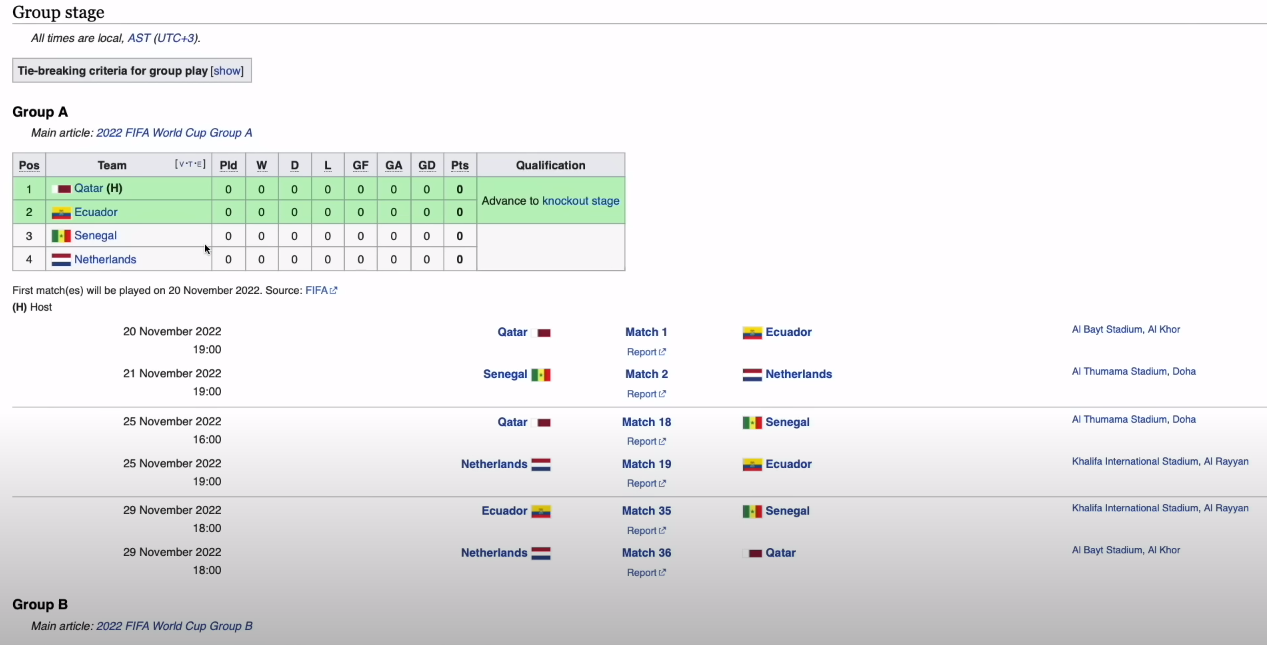 Group stage
All times are local, AST (UTC+3).
Tie-breaking criteria for group play [show]
Group A
Main article: 2022 FIFA World Cup Group A
Pos Team [V·T·E] Pld W D L GF GA GD Pts Qualification
1 Qatar (H) 0 0 0 0 0 0 0 0 Advance to knockout stage
2 Ecuador 0 0 0 0 0 0 0 0
3 Senegal 0 0 0 0 0 0 0 0
4 Netherlands 0 0 0 0 0 0 0 0
First match(es) will be played on 20 November 2022. Source: FIFA
(H) Host
20 November 2022 Qatar Match 1 Ecuador Al Bayt Stadium, Al Khor
19:00 Report
21 November 2022 Senegal Match 2 Netherlands Al Thumama Stadium, Doha
19:00 Report
25 November 2022 Qatar Match 18 Senegal Al Thumama Stadium, Doha
16:00 Report
25 November 2022 Netherlands Match 19 Ecuador Khalifa International Stadium, Al Rayyan
19:00 Report
29 November 2022 Ecuador Match 35 Senegal Khalifa International Stadium, Al Rayyan
18:00 Report
29 November 2022 Netherlands Match 36 Qatar Al Bayt Stadium, Al Khor
18:00 Report
Group B
Main article: 2022 FIFA World Cup Group B